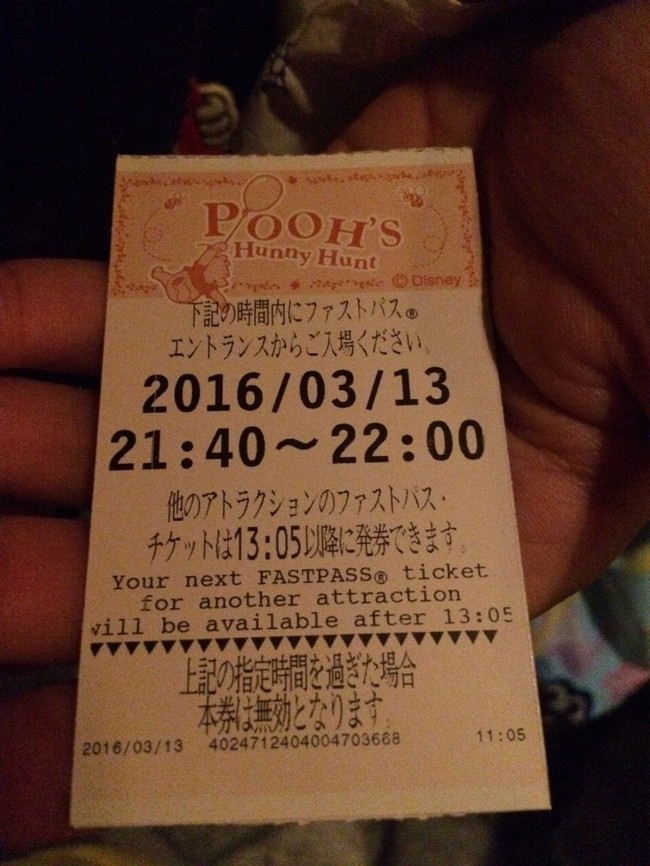 POOH'S
Hunny Hunt
© Disney
下記の時間内にファストパス®
エントランスからご入場ください。
2016/03/13
21:40～22:00
他のアトラクションのファストパス・
チケットは13:05以降に発券できます。
Your next FASTPASS® ticket
for another attraction
will be available after 13:05
上記の指定時間を過ぎた場合
本券は無効となります。
2016/03/13 4024712404004703668 11:05